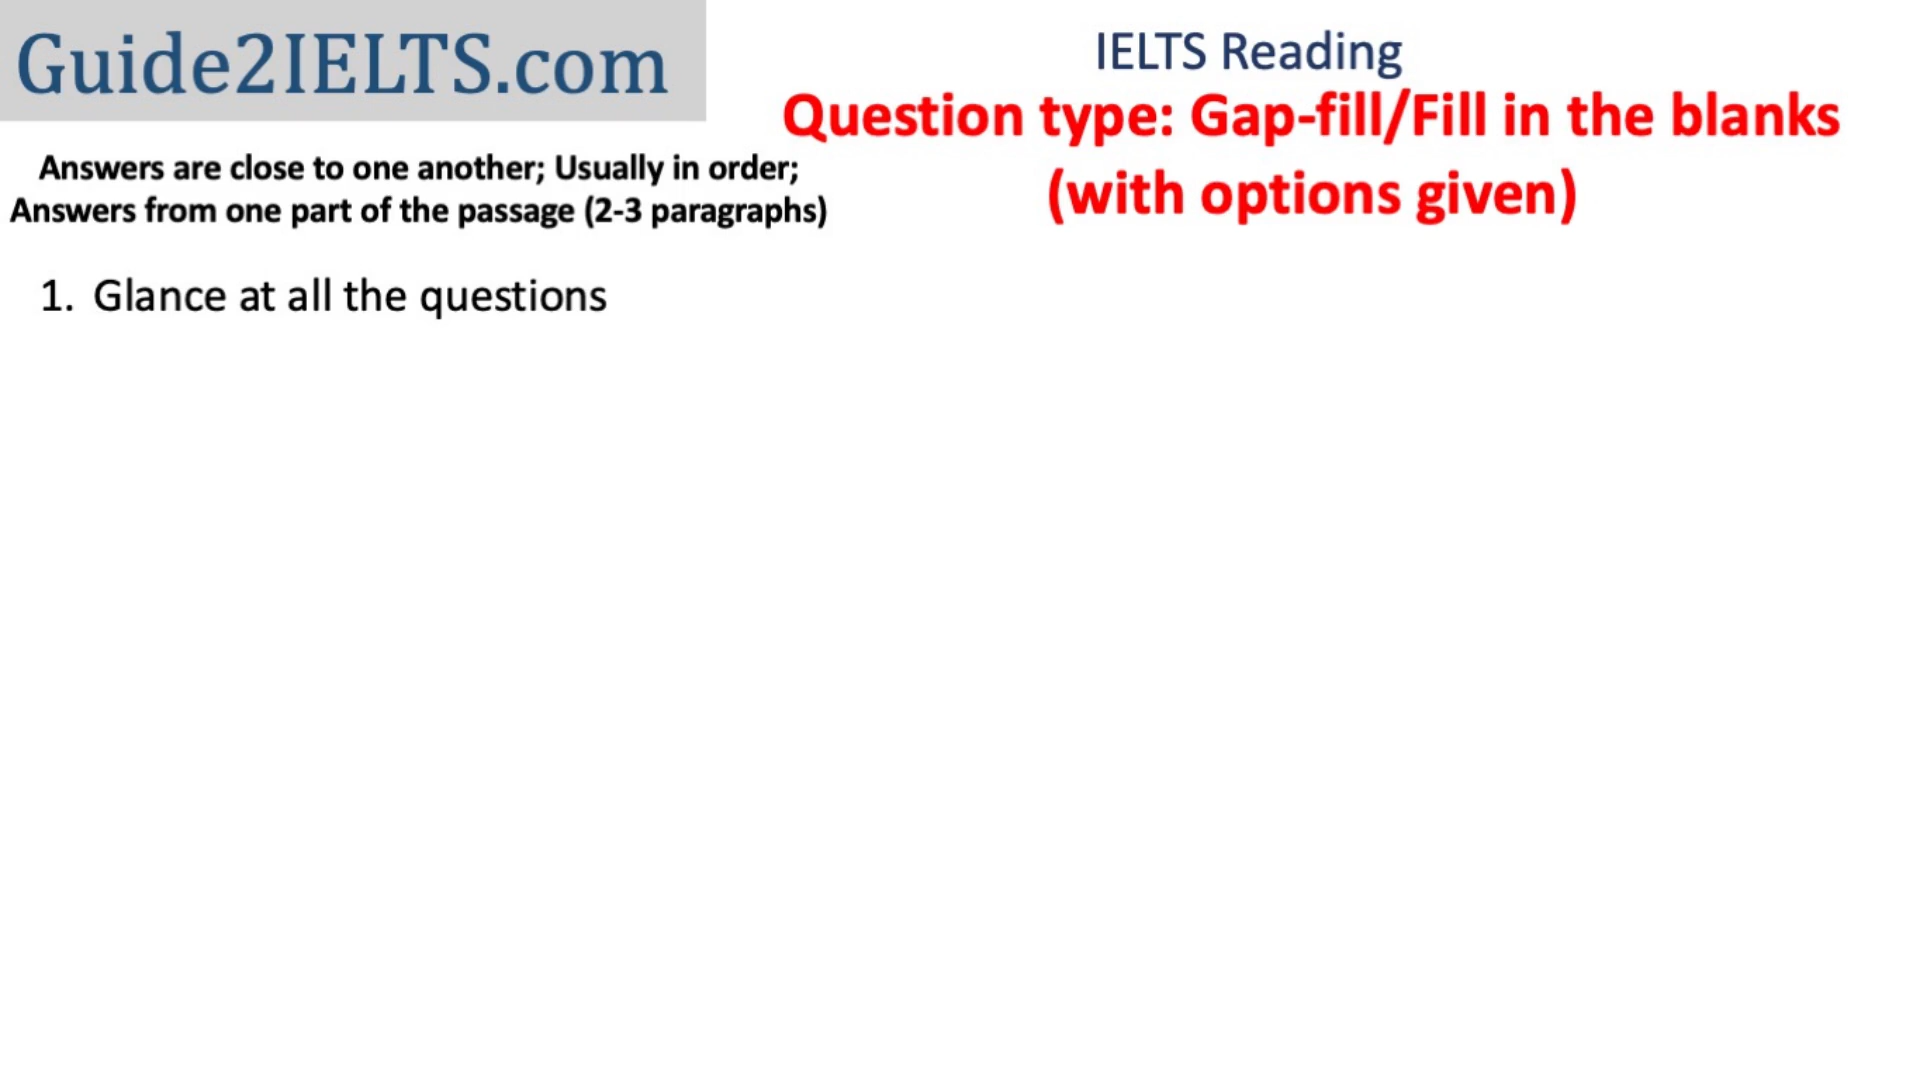 Guide2IELTS.com
IELTS Reading
Question type: Gap-fill/Fill in the blanks
(with options given)
Answers are close to one another; Usually in order;
Answers from one part of the passage (2-3 paragraphs)
1. Glance at all the questions